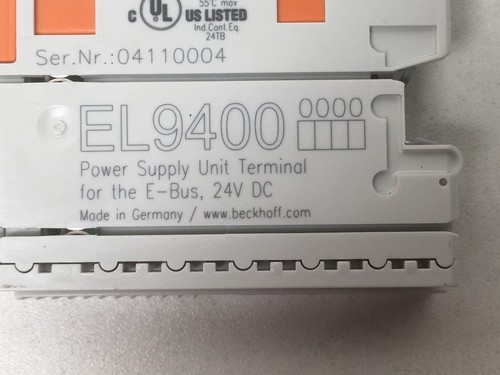 55°C max
C UL US LISTED
Ind.Cont.Eq.
24TB
Ser.Nr.:04110004
EL9400 0000
Power Supply Unit Terminal
for the E-Bus, 24V DC
Made in Germany / www.beckhoff.com